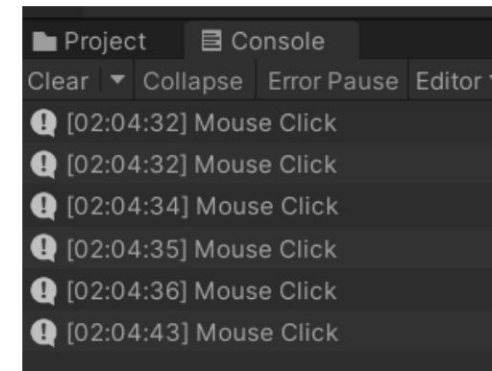 Project Console
Clear Collapse Error Pause Editor
[02:04:32] Mouse Click
[02:04:32] Mouse Click
[02:04:34] Mouse Click
[02:04:35] Mouse Click
[02:04:36] Mouse Click
[02:04:43] Mouse Click